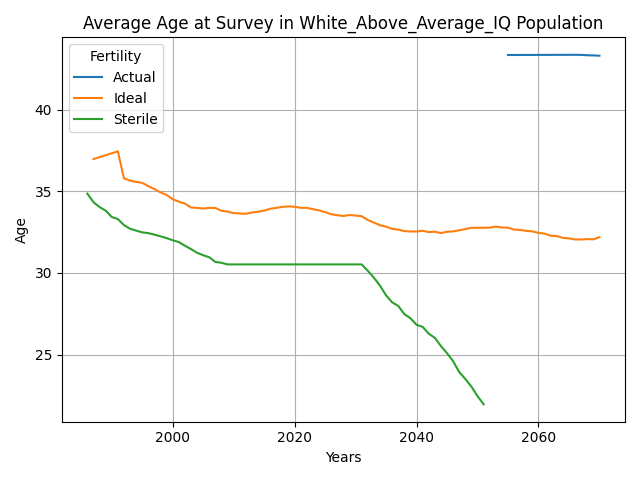 Average Age at Survey in White_Above_Average_IQ Population
Fertility
Actual
Ideal
Sterile
Age
40
35
30
25
2000 2020 2040 2060
Years